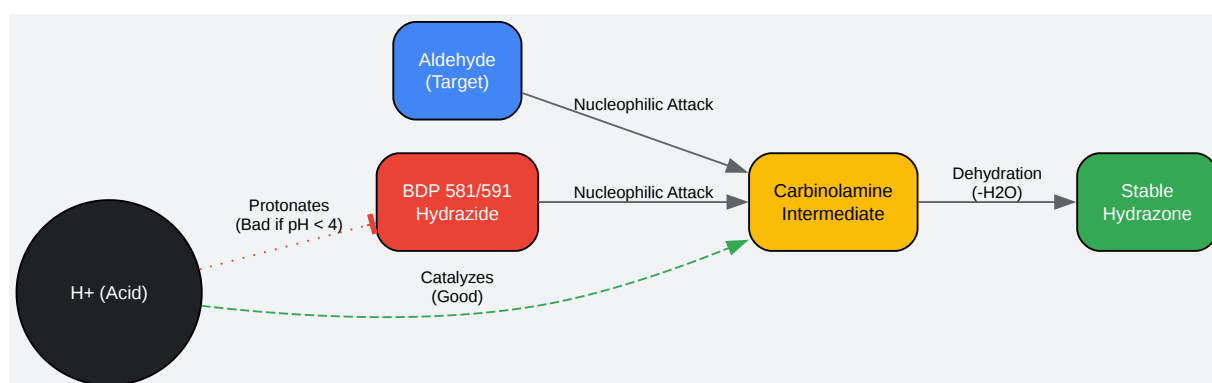 Aldehyde
(Target)
Nucleophilic Attack
BDP 581/591
Hydrazide
Nucleophilic Attack
Carbinolamine
Intermediate
Dehydration
(-H2O)
Stable
Hydrazone
Protonates
(Bad if pH < 4)
H+ (Acid)
Catalyzes
(Good)